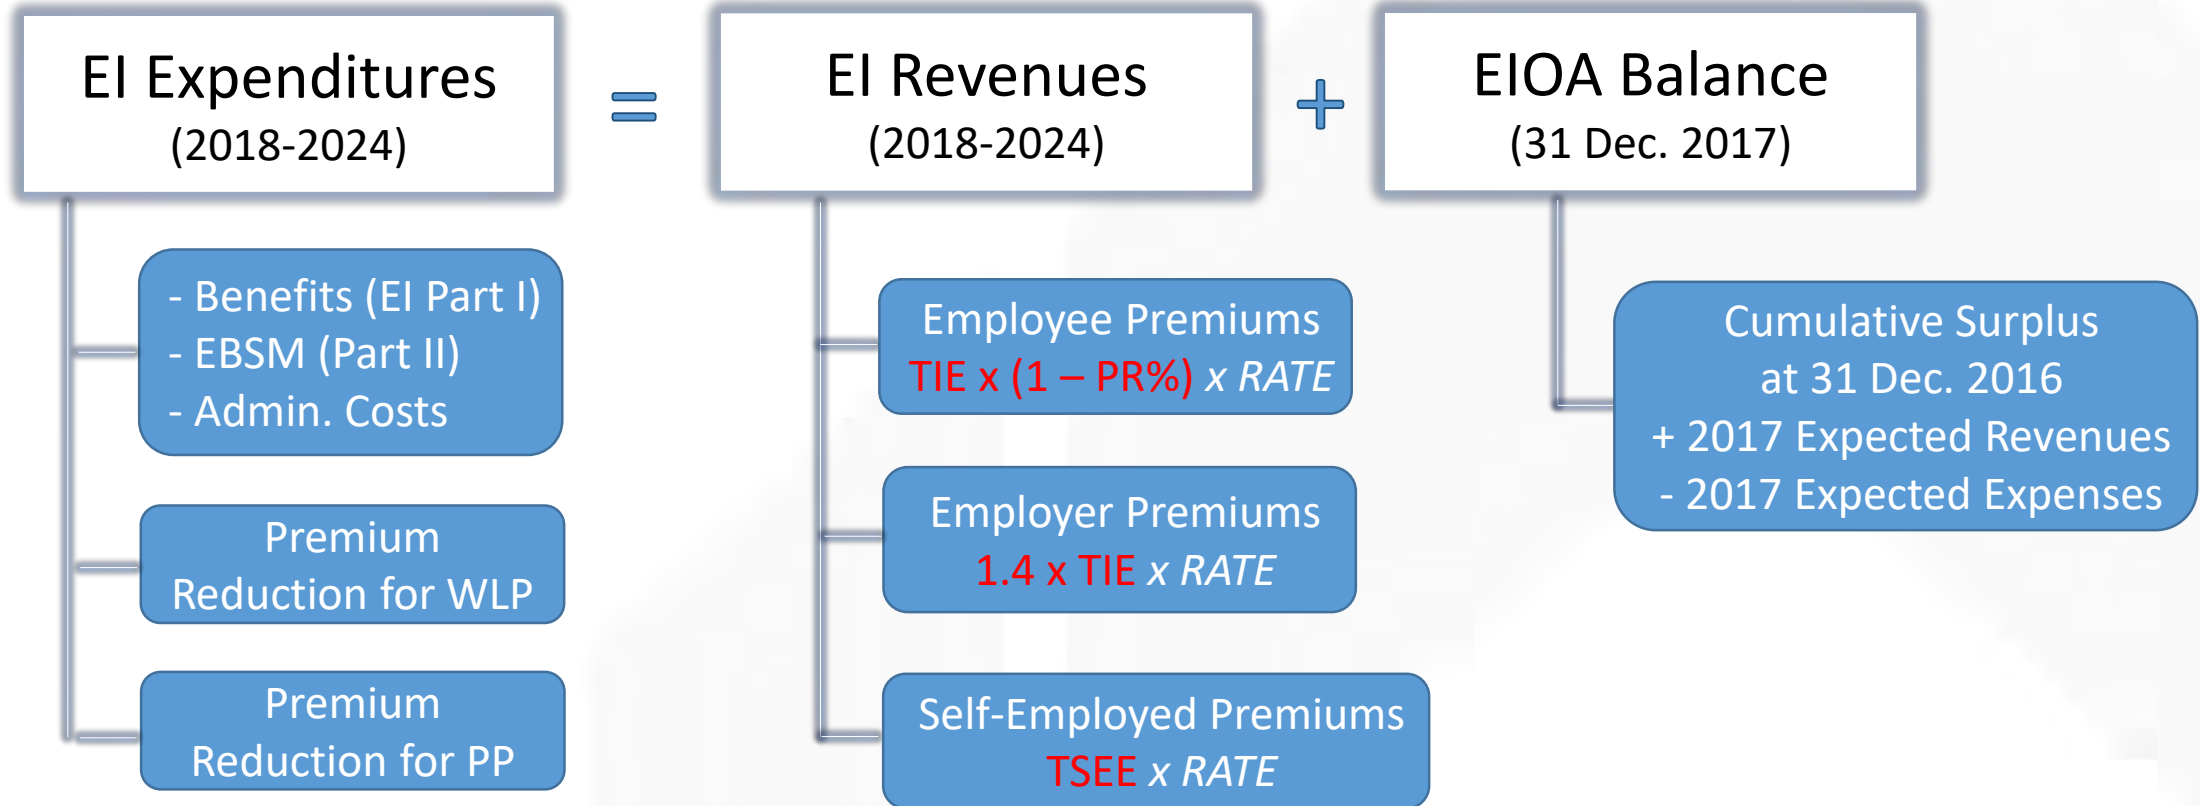 EI Expenditures
(2018-2024)
=
EI Revenues
(2018-2024)
+
EIOA Balance
(31 Dec. 2017)
- Benefits (EI Part I)
- EBSM (Part II)
- Admin. Costs
Premium
Reduction for WLP
Premium
Reduction for PP
Employee Premiums
TIE x (1 – PR%) x RATE
Employer Premiums
1.4 x TIE x RATE
Self-Employed Premiums
TSEE x RATE
Cumulative Surplus
at 31 Dec. 2016
+ 2017 Expected Revenues
- 2017 Expected Expenses